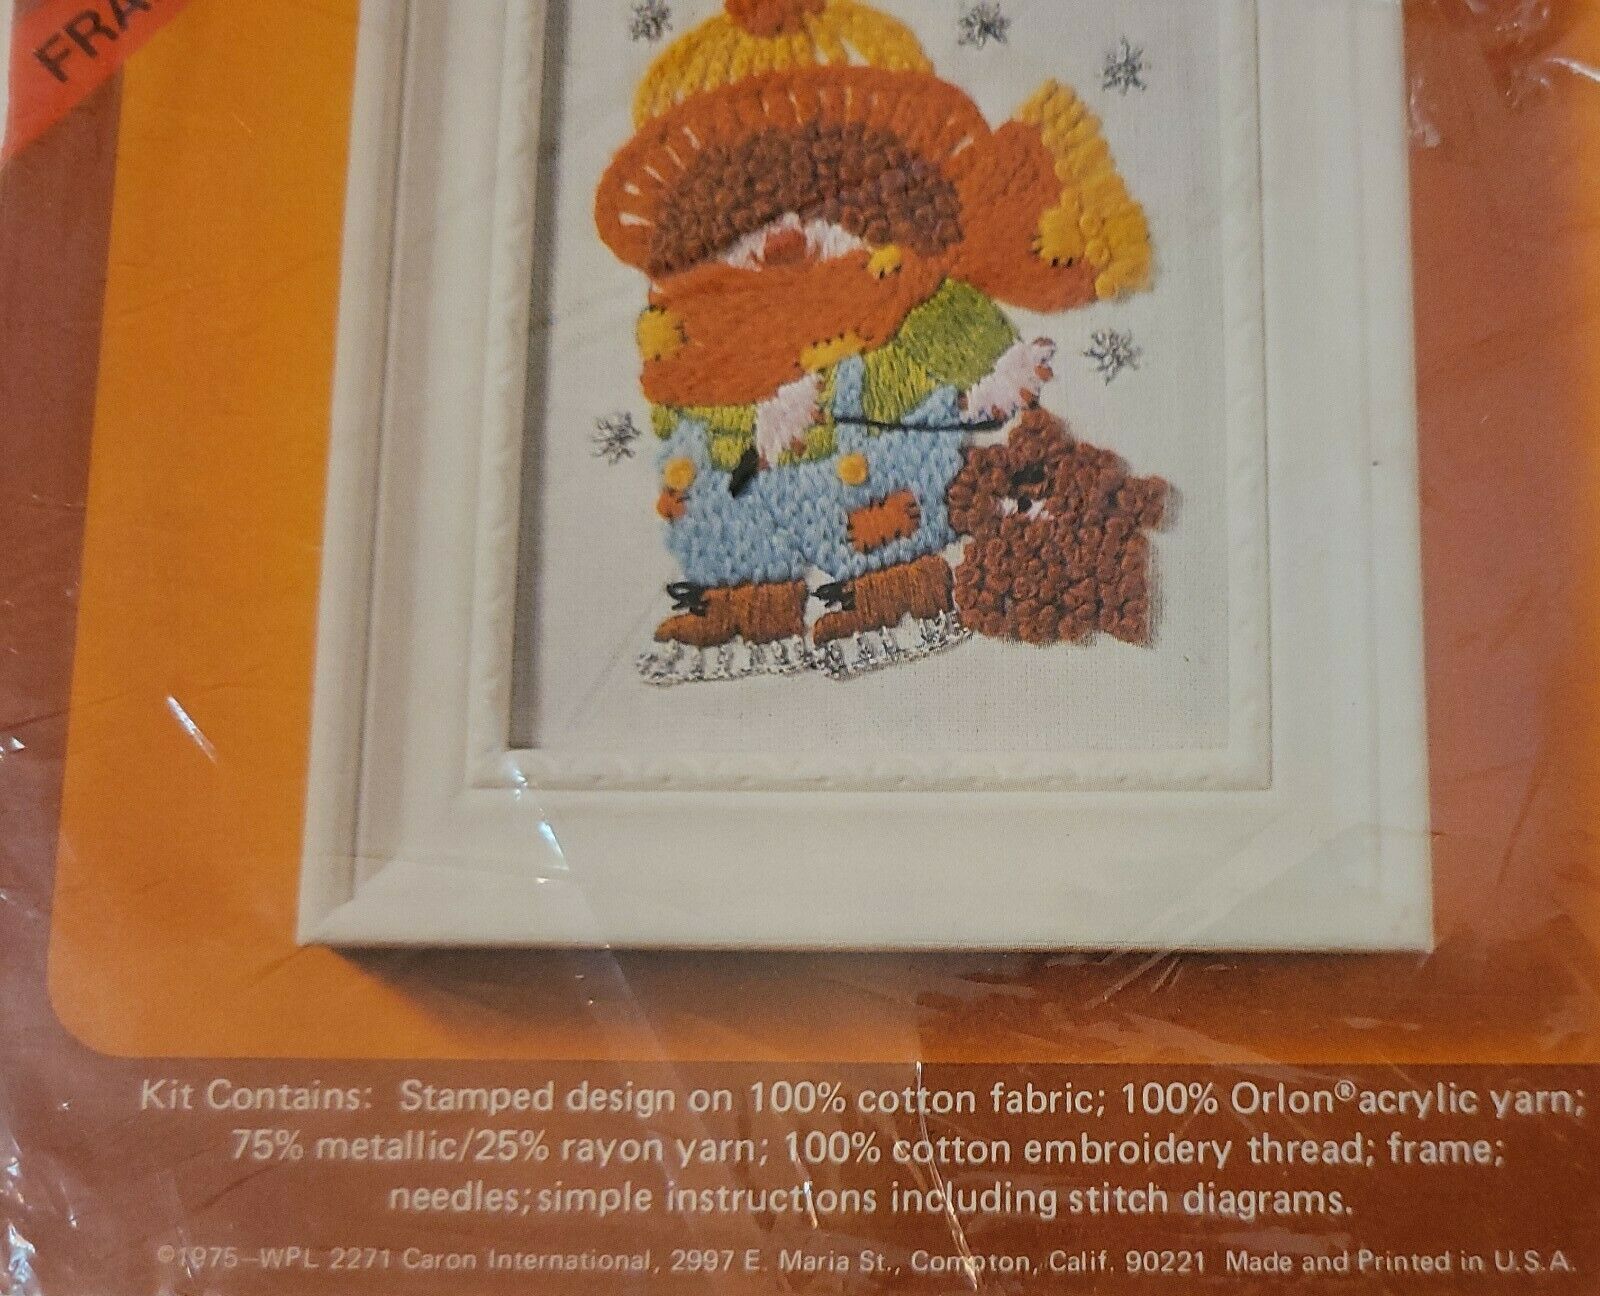 Kit Contains: Stamped design on 100% cotton fabric; 100% Orlon® acrylic yarn;
75% metallic/25% rayon yarn; 100% cotton embroidery thread; frame;
needles; simple instructions including stitch diagrams.
©1975—WPL 2271 Caron International, 2997 E. Maria St., Compton, Calif. 90221 Made and Printed in U.S.A.